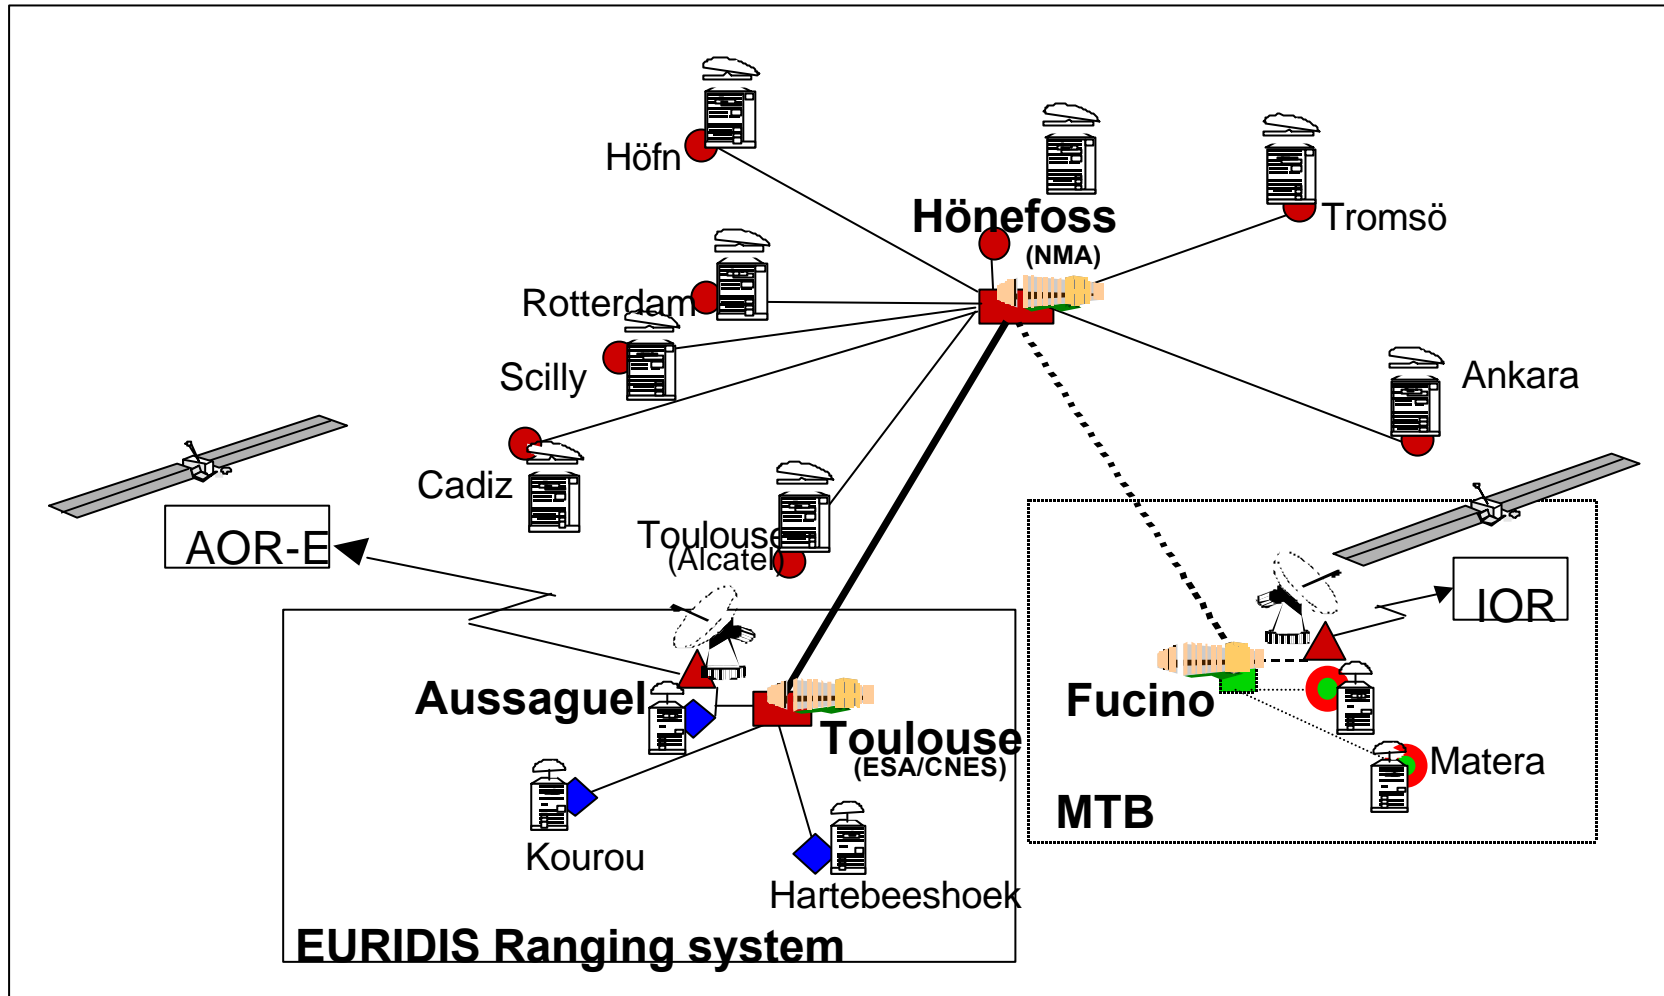 Höfn
Hönefoss
(NMA)
Tromsö
Rotterdam
Scilly
Ankara
Cadiz
Toulouse
(Alcatel)
AOR-E
IOR
Aussaguel
Fucino
Toulouse
(ESA/CNES)
Matera
MTB
Kourou
Hartebeeshoek
EURIDIS Ranging system